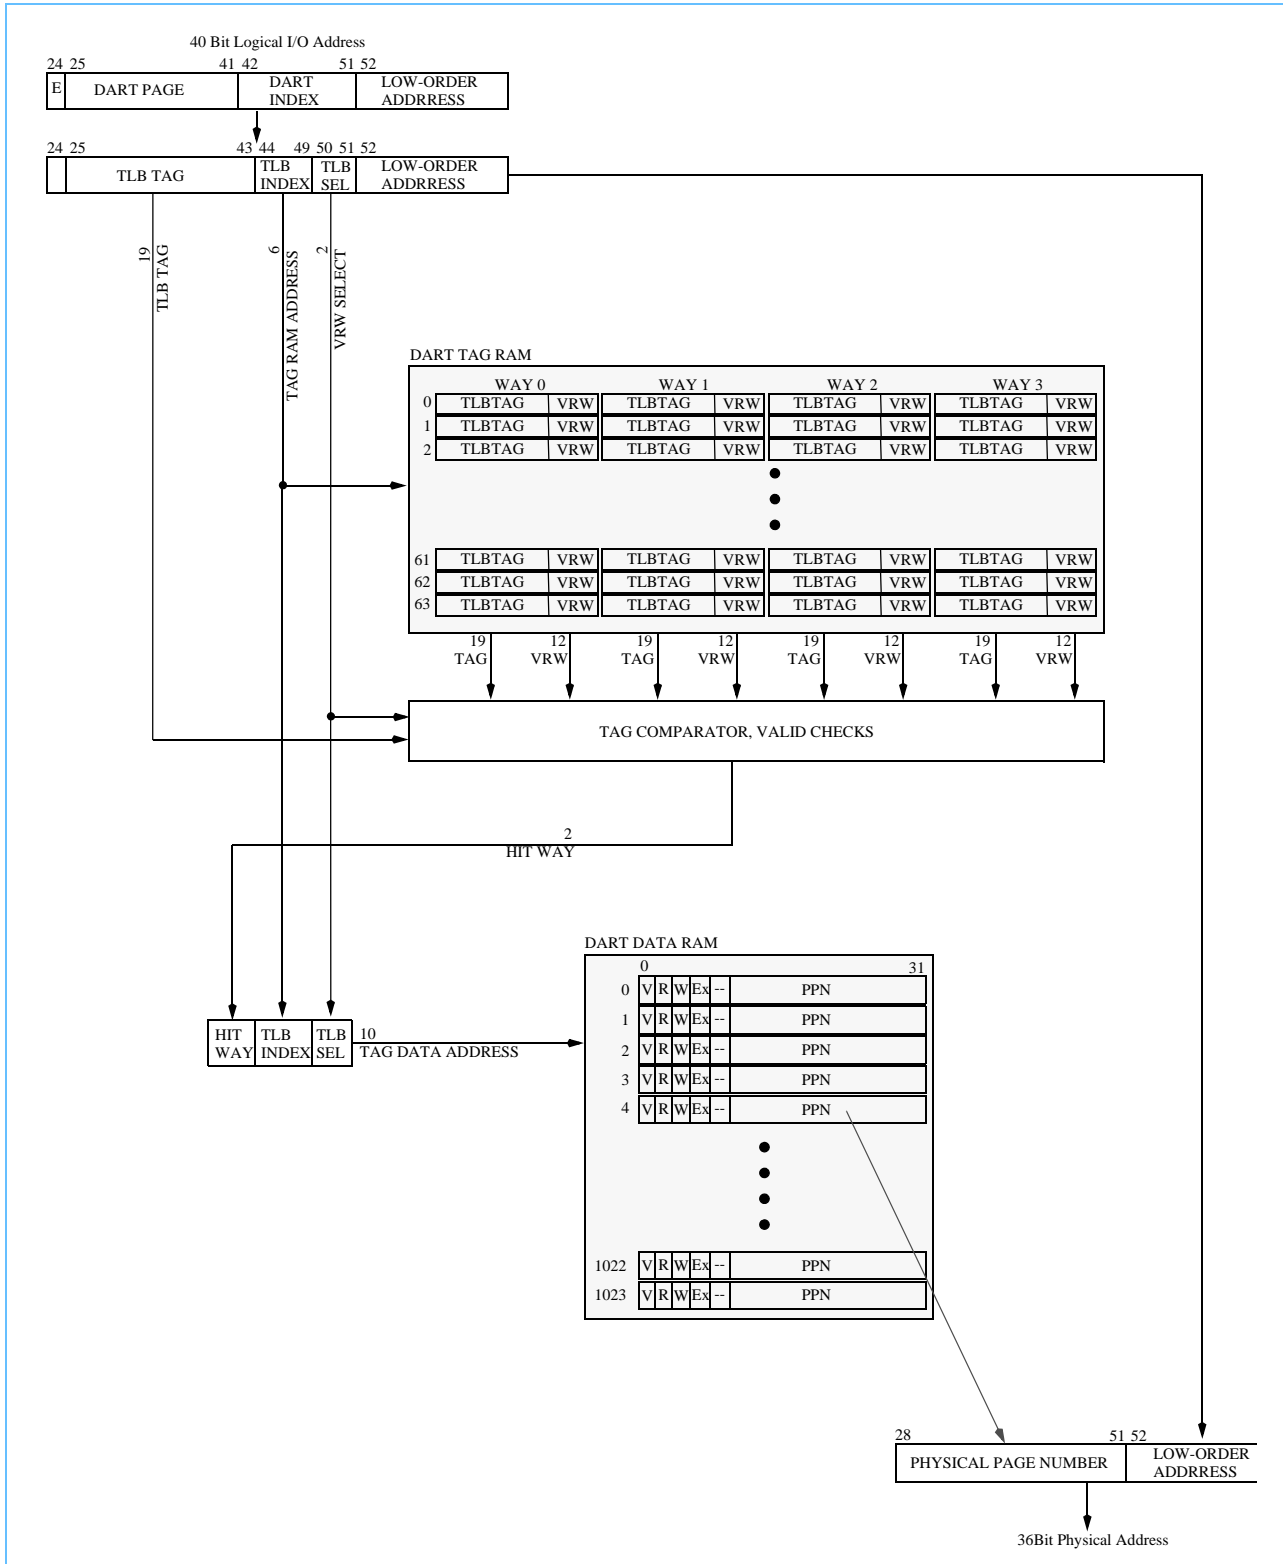 40 Bit Logical I/O Address
24 25 41 42 51 52
E DART PAGE DART INDEX LOW-ORDER ADDRRESS
24 25 43 44 49 50 51 52
TLB TAG TLB INDEX TLB SEL LOW-ORDER ADDRRESS
19 TLB TAG
6 TAG RAM ADDRESS
2 VRW SELECT
DART TAG RAM
WAY 0 WAY 1 WAY 2 WAY 3
0 TLBTAG VRW TLBTAG VRW TLBTAG VRW TLBTAG VRW
1 TLBTAG VRW TLBTAG VRW TLBTAG VRW TLBTAG VRW
2 TLBTAG VRW TLBTAG VRW TLBTAG VRW TLBTAG VRW
61 TLBTAG VRW TLBTAG VRW TLBTAG VRW TLBTAG VRW
62 TLBTAG VRW TLBTAG VRW TLBTAG VRW TLBTAG VRW
63 TLBTAG VRW TLBTAG VRW TLBTAG VRW TLBTAG VRW
19 12 19 12 19 12 19 12
TAG VRW TAG VRW TAG VRW TAG VRW
TAG COMPARATOR, VALID CHECKS
2
HIT WAY
DART DATA RAM
0 31
0 V R W Ex -- PPN
1 V R W Ex -- PPN
2 V R W Ex -- PPN
3 V R W Ex -- PPN
4 V R W Ex -- PPN
1022 V R W Ex -- PPN
1023 V R W Ex -- PPN
HIT WAY TLB INDEX TLB SEL
10
TAG DATA ADDRESS
28 51 52
PHYSICAL PAGE NUMBER LOW-ORDER ADDRRESS
36Bit Physical Address